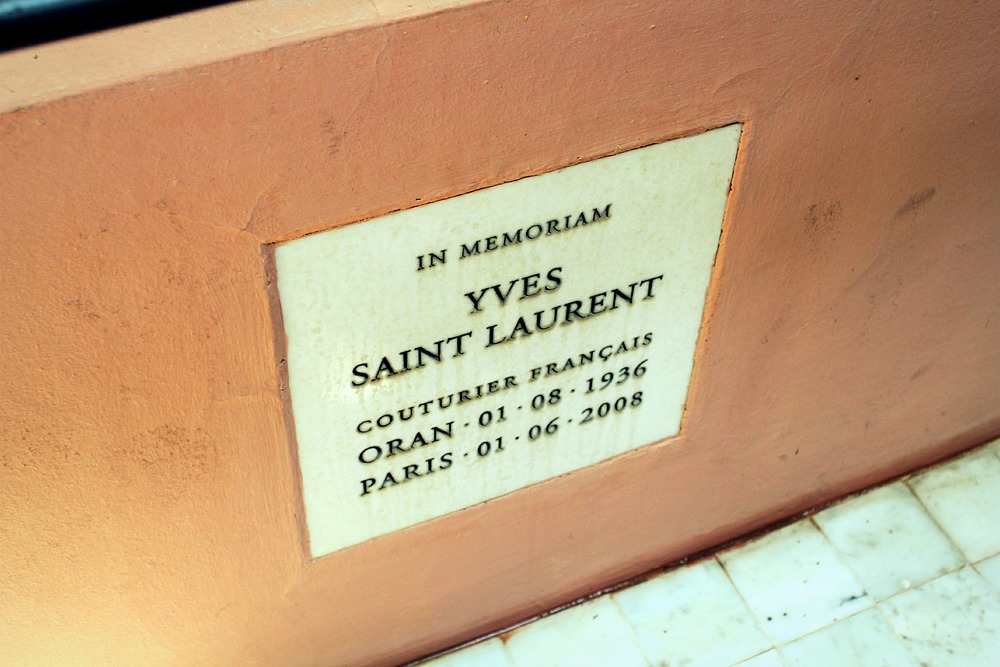 IN MEMORIAM
YVES
SAINT LAURENT
COUTURIER FRANÇAIS
ORAN · 01 · 08 · 1936
PARIS · 01 · 06 · 2008